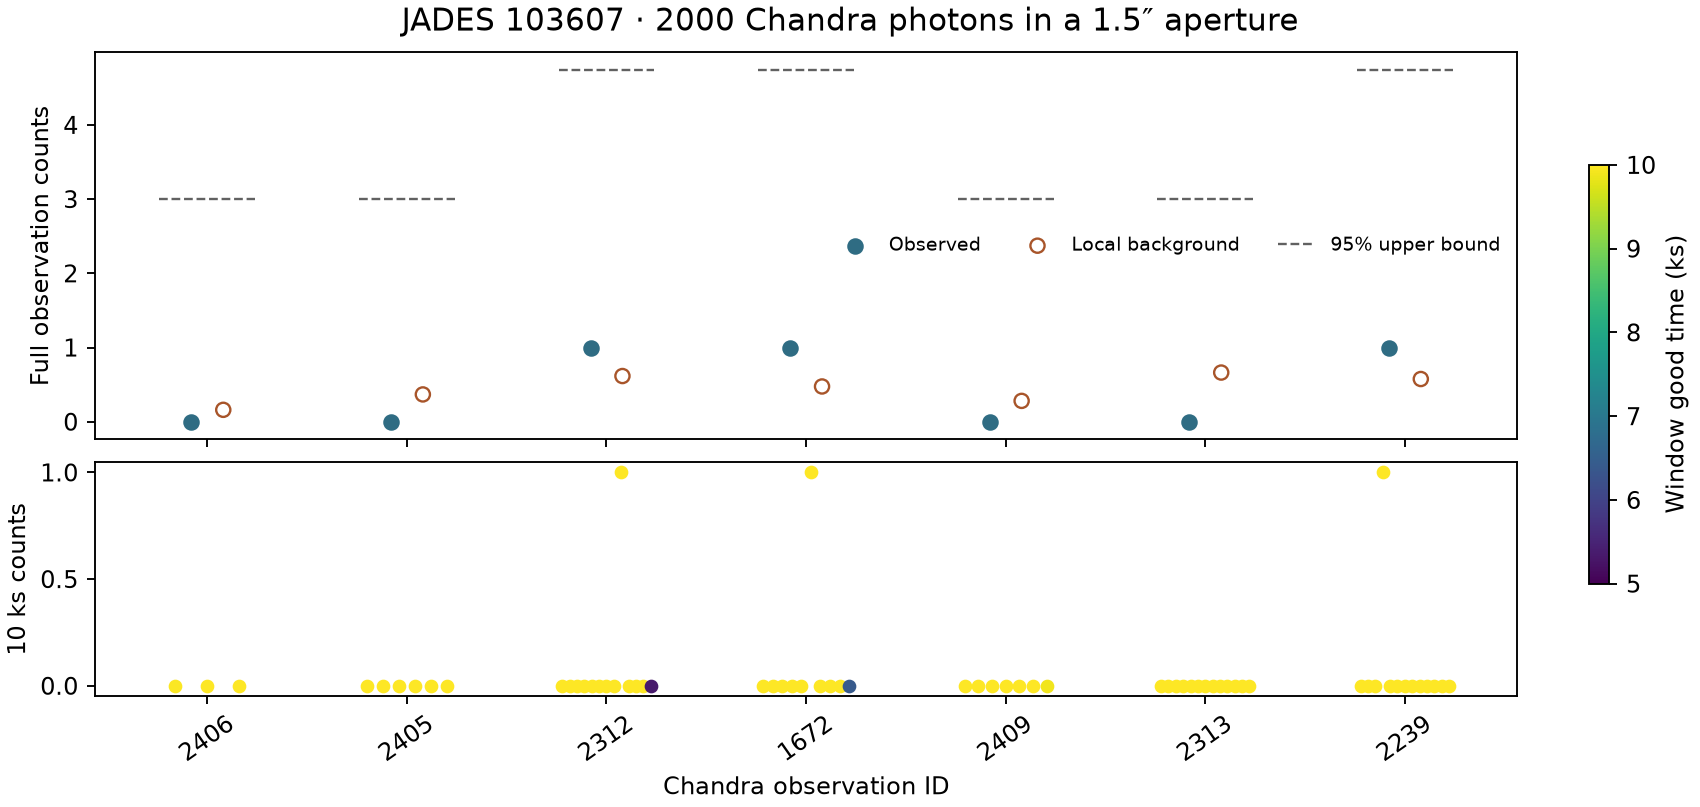 JADES 103607 · 2000 Chandra photons in a 1.5″ aperture
Full observation counts
4
3
2
1
0
Observed
Local background
95% upper bound
10 ks counts
1.0
0.5
0.0
2406
2405
2312
1672
2409
2313
2239
Chandra observation ID
10
9
8
7
6
5
Window good time (ks)